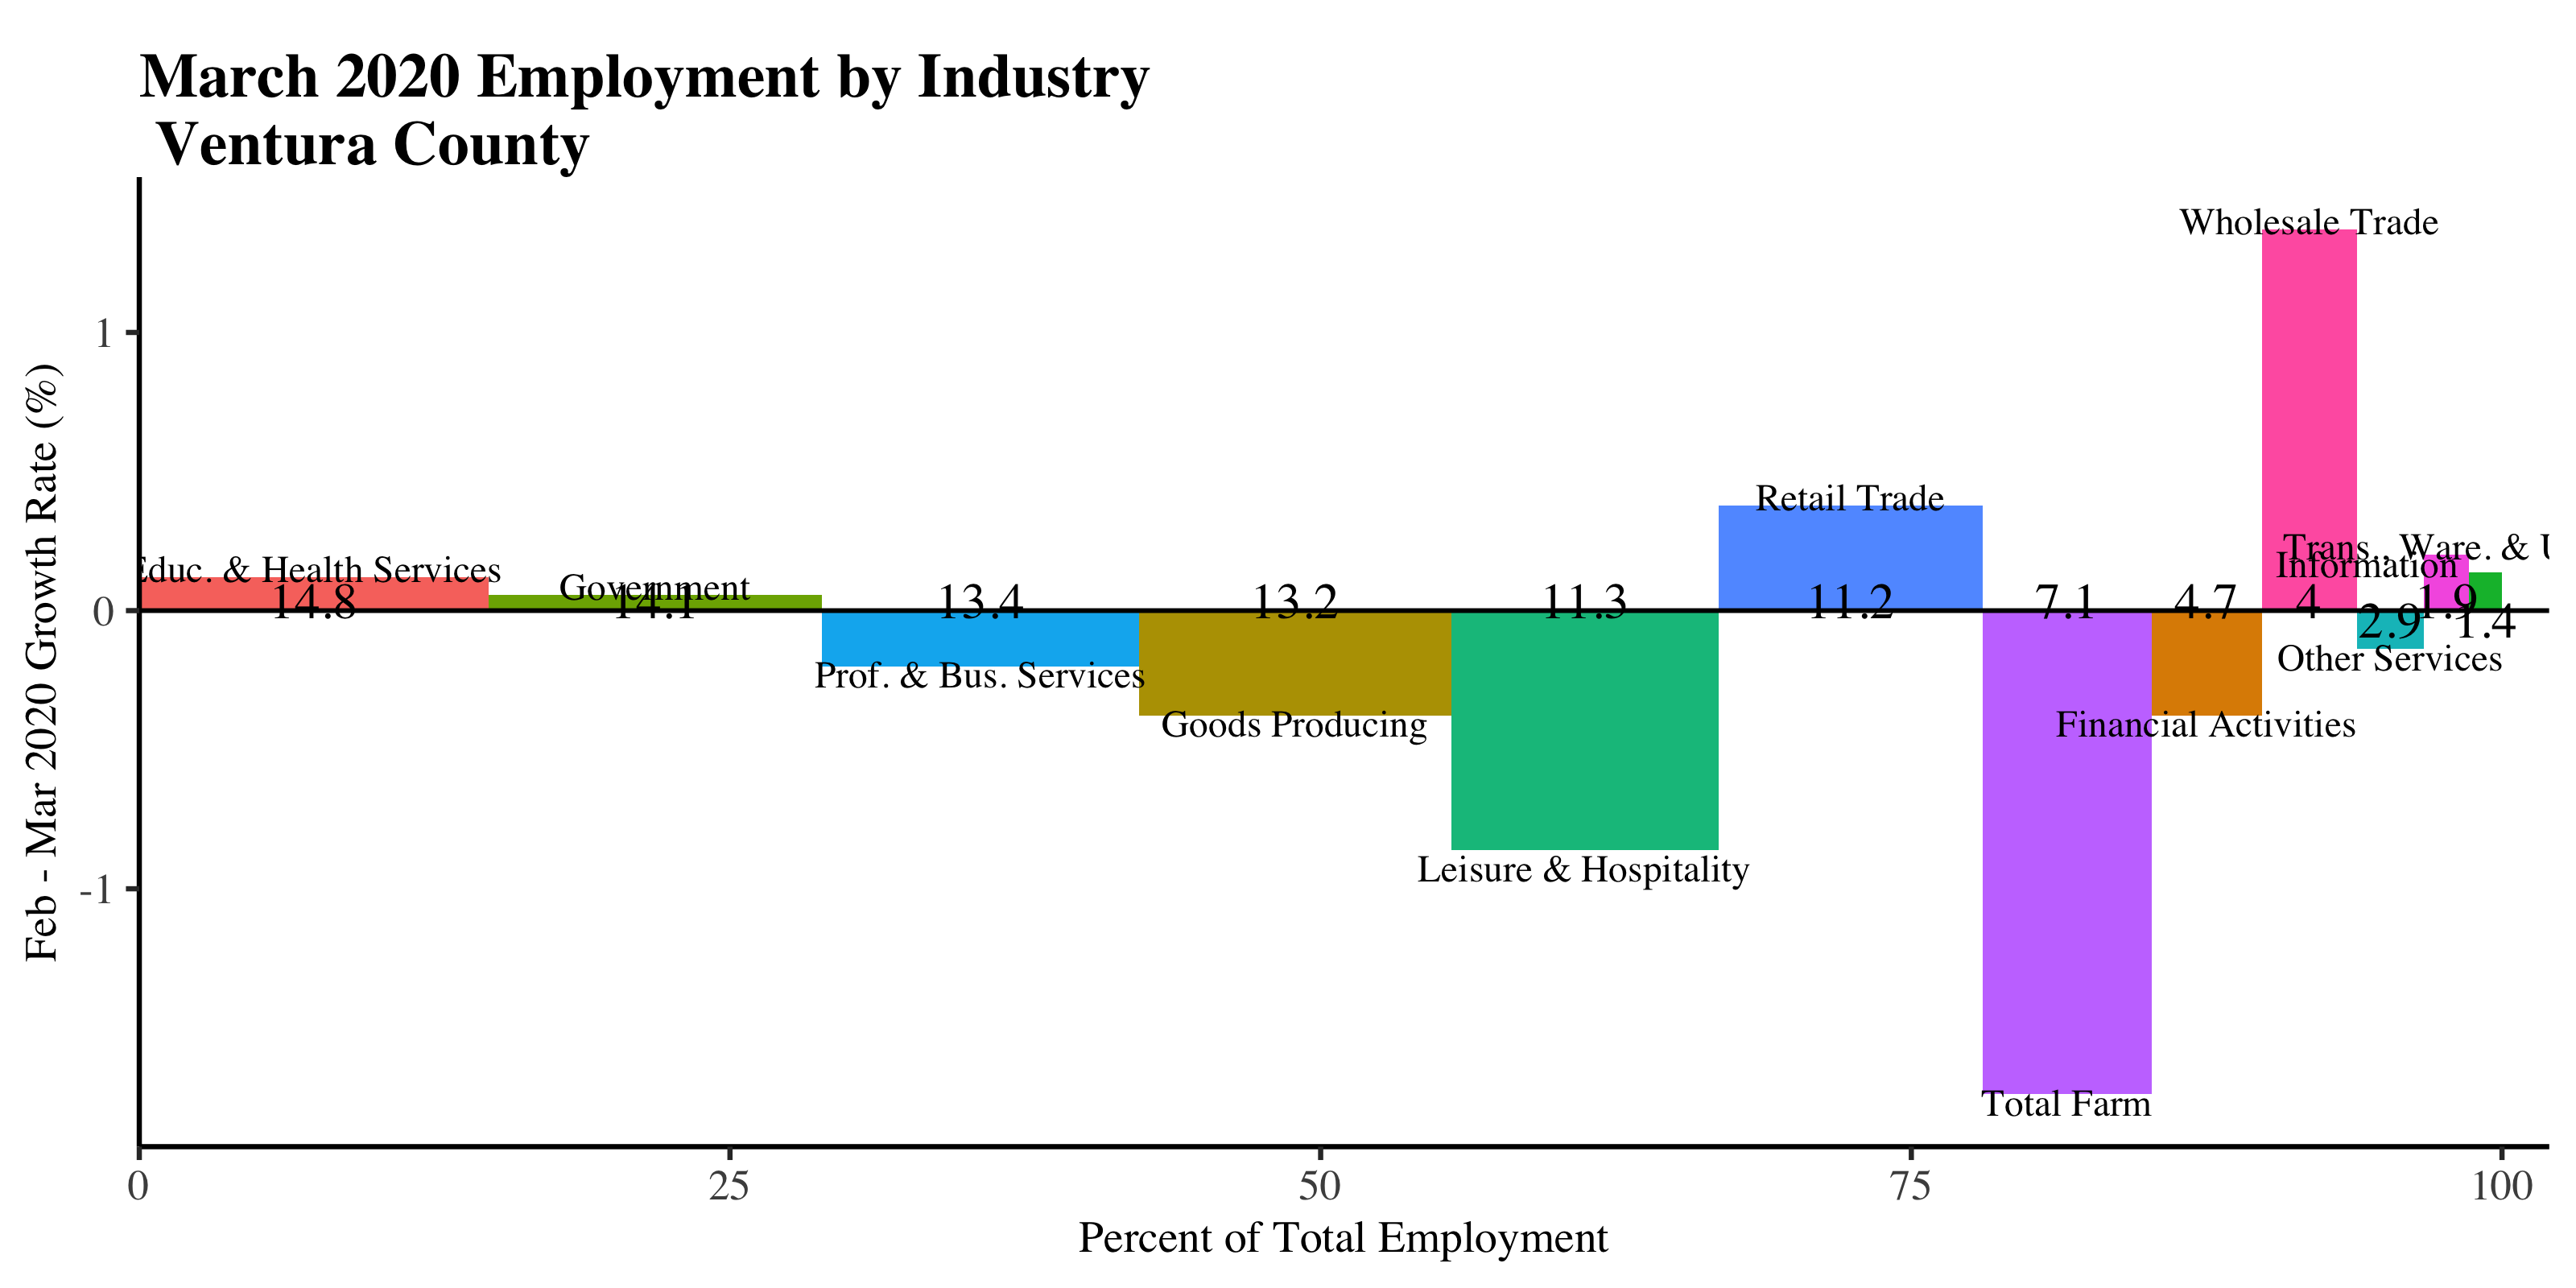 March 2020 Employment by Industry
Ventura County
Feb - Mar 2020 Growth Rate (%)
1
0
-1
Wholesale Trade
Retail Trade
Trans., Ware. & U
Information
Educ. & Health Services
Government
14.8
14.1
13.4
13.2
11.3
11.2
7.1
4.7
4
2.9
1.9
1.4
Other Services
Prof. & Bus. Services
Goods Producing
Financial Activities
Leisure & Hospitality
Total Farm
0
25
50
75
100
Percent of Total Employment